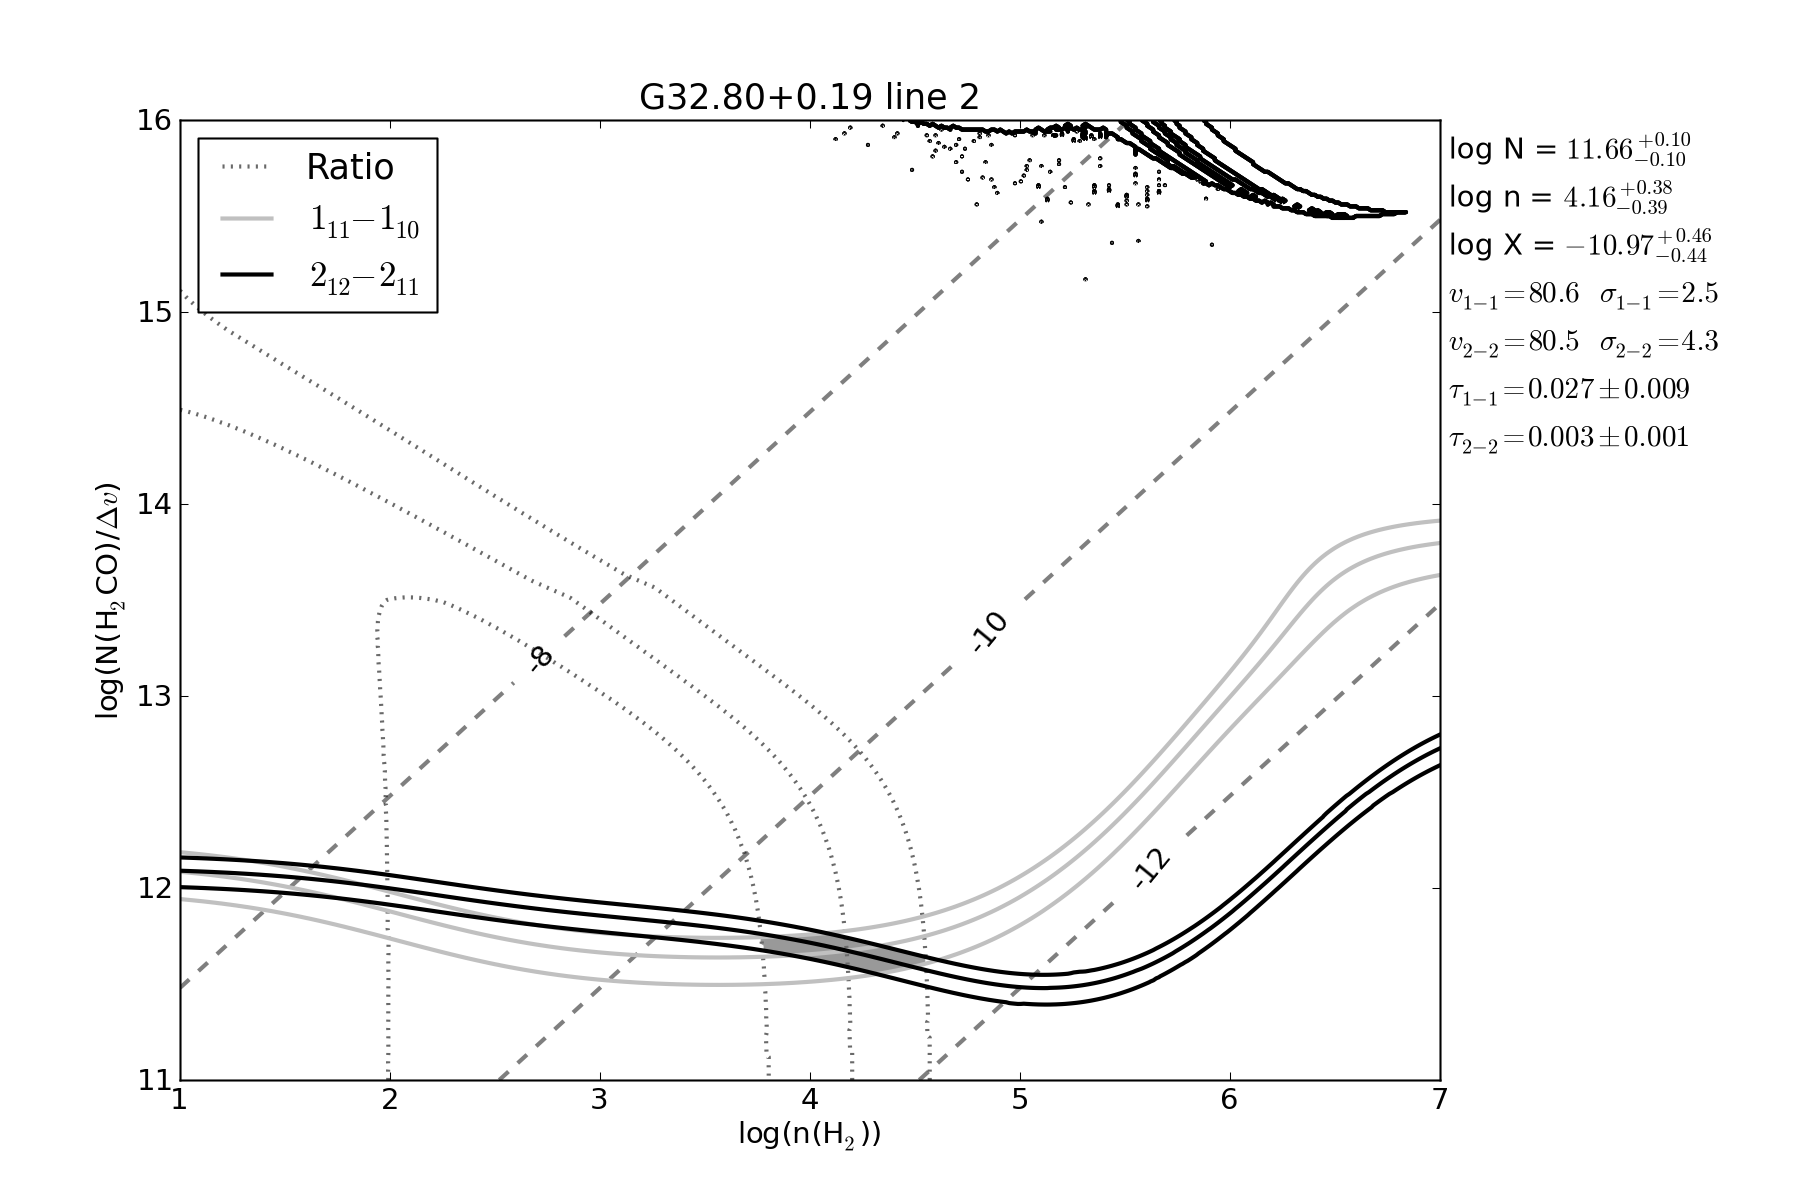 G32.80+0.19 line 2
16
15
14
13
12
11
log(N(H₂CO)/Δv)
Ratio
1₁₁−1₁₀
2₁₂−2₁₁
-8
-10
-12
1 2 3 4 5 6 7
log(n(H₂))
log N = 11.66 +0.10 −0.10
log n = 4.16 +0.38 −0.39
log X = −10.97 +0.46 −0.44
v₁₋₁=80.6 σ₁₋₁=2.5
v₂₋₂=80.5 σ₂₋₂=4.3
τ₁₋₁=0.027±0.009
τ₂₋₂=0.003±0.001